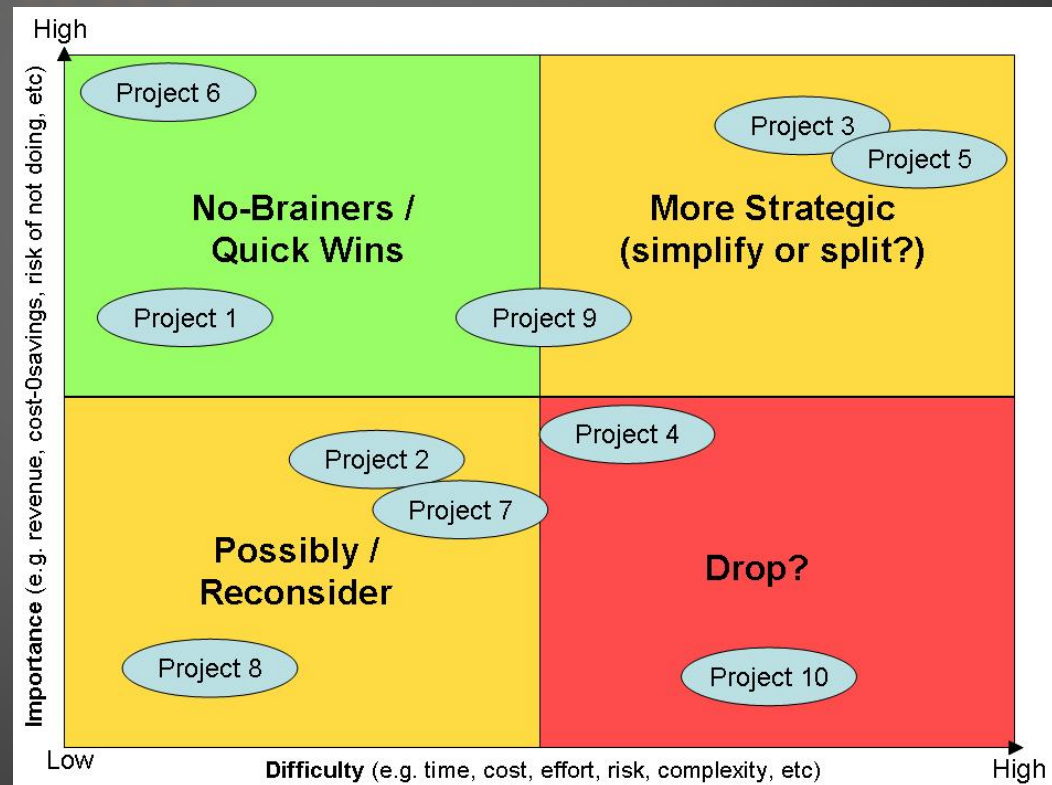 High
Importance (e.g. revenue, cost-0savings, risk of not doing, etc)
Project 6
Project 3
Project 5
No-Brainers /
Quick Wins
More Strategic
(simplify or split?)
Project 1
Project 9
Project 4
Project 2
Project 7
Possibly /
Reconsider
Drop?
Project 8
Project 10
Low
Difficulty (e.g. time, cost, effort, risk, complexity, etc)
High